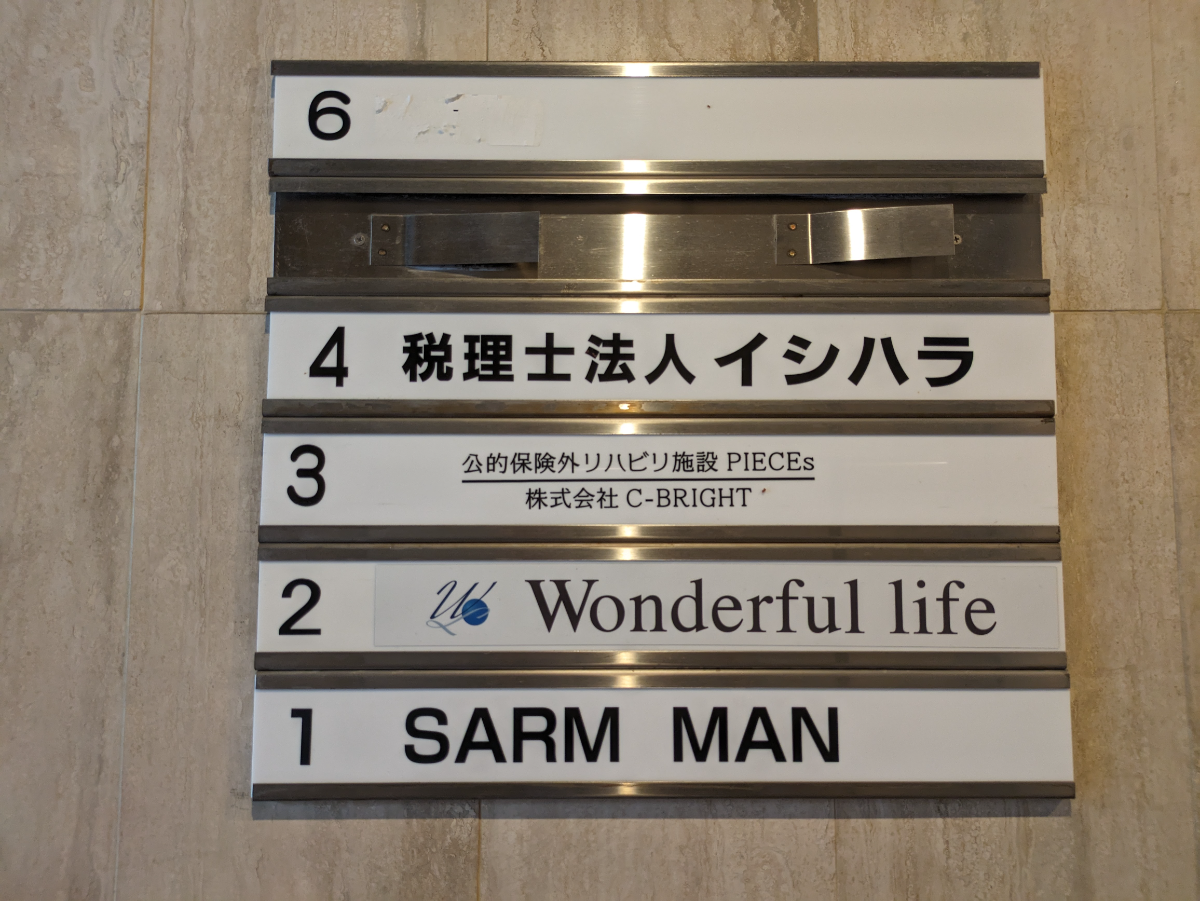 6
4 税理士法人イシハラ
3 公的保険外リハビリ施設 PIECEs
株式会社 C-BRIGHT
2 Wonderful life
1 SARM MAN